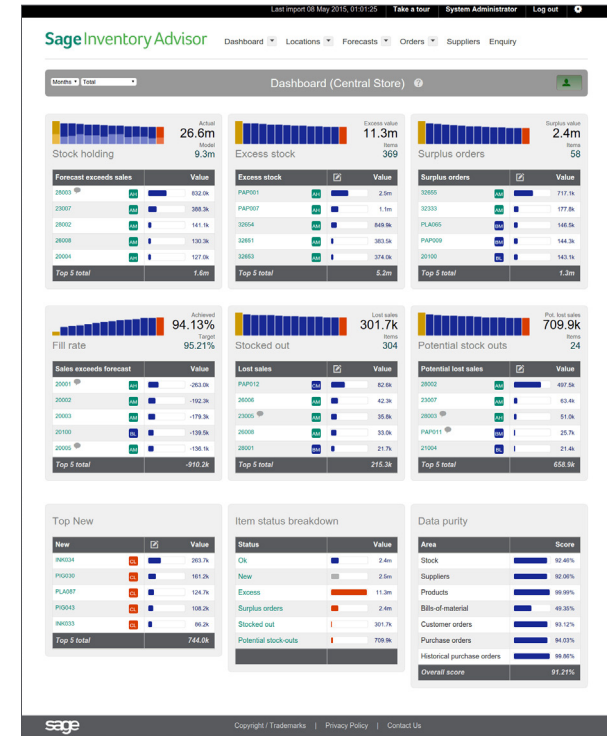 Last import 08 May 2015, 01:01:25 Take a tour System Administrator Log out
Sage Inventory Advisor Dashboard Locations Forecasts Orders Suppliers Enquiry
Months Total Dashboard (Central Store)
Actual
26.6m
Model
Stock holding 9.3m
Forecast exceeds sales Value
28003 AH 632.0k
23007 AM 388.3k
28002 AM 141.1k
28008 AM 130.3k
20004 AH 127.0k
Top 5 total 1.6m
Excess value
11.3m
Items
Excess stock 369
Excess stock Value
PAP001 AH 2.5m
PAP007 AH 1.1m
32654 AM 849.9k
32651 AM 383.5k
32653 AM 374.0k
Top 5 total 5.2m
Surplus value
2.4m
Items
Surplus orders 58
Surplus orders Value
32655 AM 717.1k
32333 AM 177.8k
PLA065 BM 146.5k
PAP009 BM 144.3k
20100 BL 143.1k
Top 5 total 1.3m
Achieved
94.13%
Target
Fill rate 95.21%
Sales exceeds forecast Value
20001 AH -263.0k
20002 AM -192.3k
20003 AM -179.3k
20100 BL -139.5k
20005 AM -136.1k
Top 5 total -910.2k
Lost sales
301.7k
Items
Stocked out 304
Lost sales Value
PAP012 CM 82.6k
26006 AM 42.3k
23005 AM 35.8k
26008 AM 33.0k
28001 BM 21.7k
Top 5 total 215.3k
Pot. lost sales
709.9k
Items
Potential stock outs 24
Potential lost sales Value
26002 AM 497.5k
23007 AM 63.4k
28003 AH 51.0k
PAP011 BM 25.7k
21004 BL 21.4k
Top 5 total 658.9k
Top New
New Value
INK034 CL 263.7k
PIG030 CL 161.2k
PLA087 CL 124.7k
PIG043 CL 108.2k
INK033 CL 86.2k
Top 5 total 744.0k
Item status breakdown
Status Value
Ok 2.4m
New 2.5m
Excess 11.3m
Surplus orders 2.4m
Stocked out 301.7k
Potential stock-outs 709.9k
Data purity
Area Score
Stock 92.46%
Suppliers 92.06%
Products 99.99%
Bills-of-material 49.35%
Customer orders 93.12%
Purchase orders 94.03%
Historical purchase orders 99.86%
Overall score 91.21%
sage Copyright / Trademarks | Privacy Policy | Contact Us